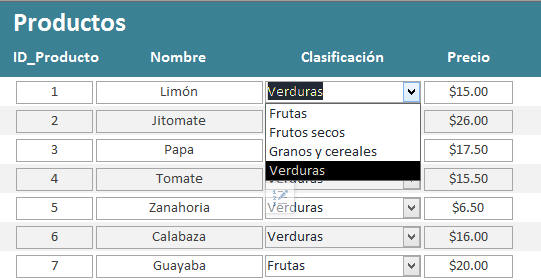 Productos
ID_Producto Nombre Clasificación Precio
1 Limón Verduras $15.00
2 Jitomate $26.00
3 Papa $17.50
4 Tomate Verduras $15.50
5 Zanahoria Verduras $6.50
6 Calabaza Verduras $16.00
7 Guayaba Frutas $20.00
Frutas
Frutos secos
Granos y cereales
Verduras